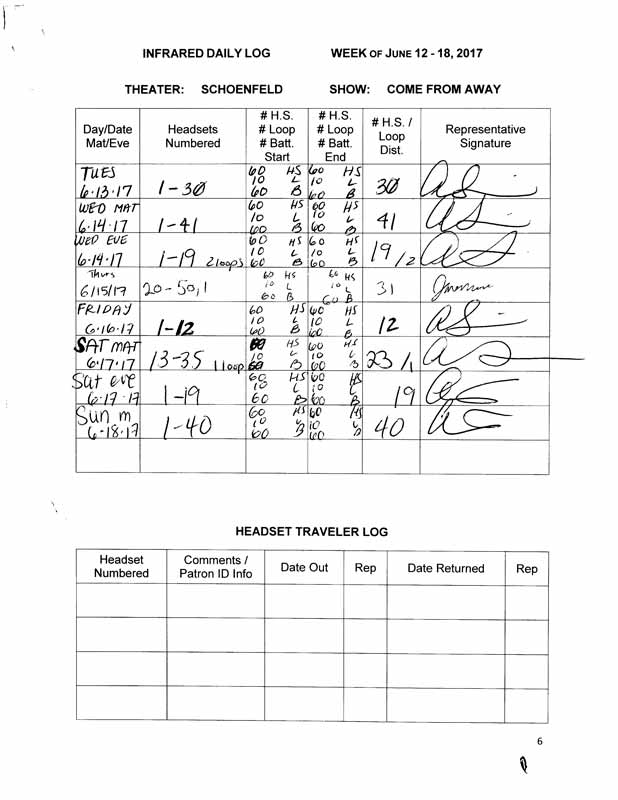 INFRARED DAILY LOG WEEK OF JUNE 12 - 18, 2017
THEATER: SCHOENFELD SHOW: COME FROM AWAY
Day/Date Mat/Eve Headsets Numbered # H.S. # Loop # Batt. Start # H.S. # Loop # Batt. End # H.S. / Loop Dist. Representative Signature
TUES 60 HS 60 HS
10 L 10 L
6·13·17 1-30 60 B 60 B 30
WED MAT 60 HS 60 HS
10 L 10 L
6·14·17 1-41 60 B 60 B 41
WED EVE 60 HS 60 HS
10 L 10 L
6·14·17 1-19 2 loops 60 B 60 B 19/2
Thurs 60 HS 60 HS
10 L 10 L
6/15/17 20-50,1 60 B 60 B 31
FRIDAY 60 HS 60 HS
10 L 10 L
6·16·17 1-12 60 B 60 B 12
SAT MAT HS 60 HS
10 L 10 L
6·17·17 13-35 1 loop 60 B 60 B 23/1
Sat eve 60 HS 60 HS
10 L 10 L
6·17·17 1-19 60 B 60 B 19
Sun m 60 HS 60 HS
10 L 10 L
6·18·17 1-40 60 B 60 B 40
HEADSET TRAVELER LOG
Headset Numbered Comments / Patron ID Info Date Out Rep Date Returned Rep
6